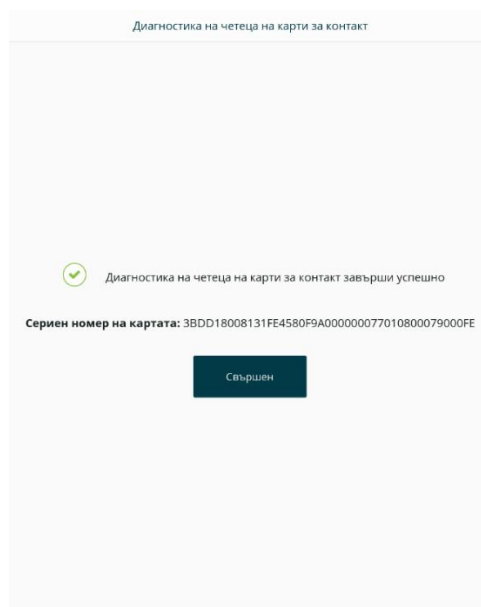 Диагностика на четеца на карти за контакт
Диагностика на четеца на карти за контакт завърши успешно
Сериен номер на картата: 3BDD18008131FE4580F9A000000077010800079000FE
Свършен